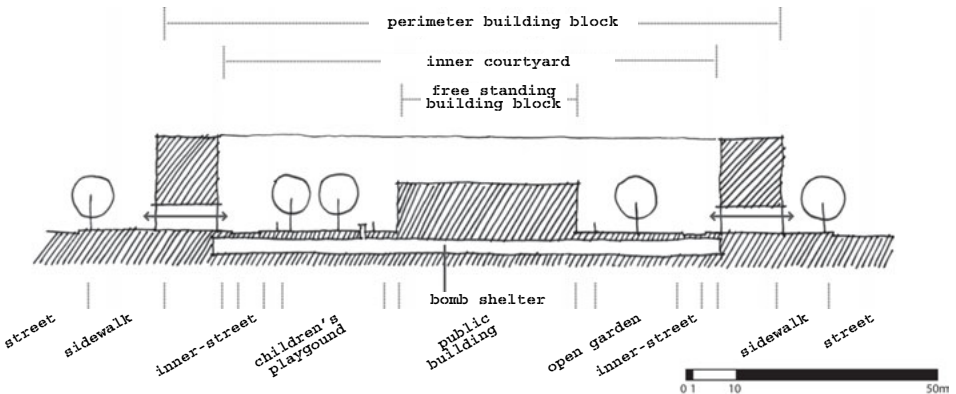 perimeter building block
inner courtyard
free standing
building block
bomb shelter
street
sidewalk
inner-street
children's
playgound
public
building
open garden
inner-street
sidewalk
street
0 1 10 50m